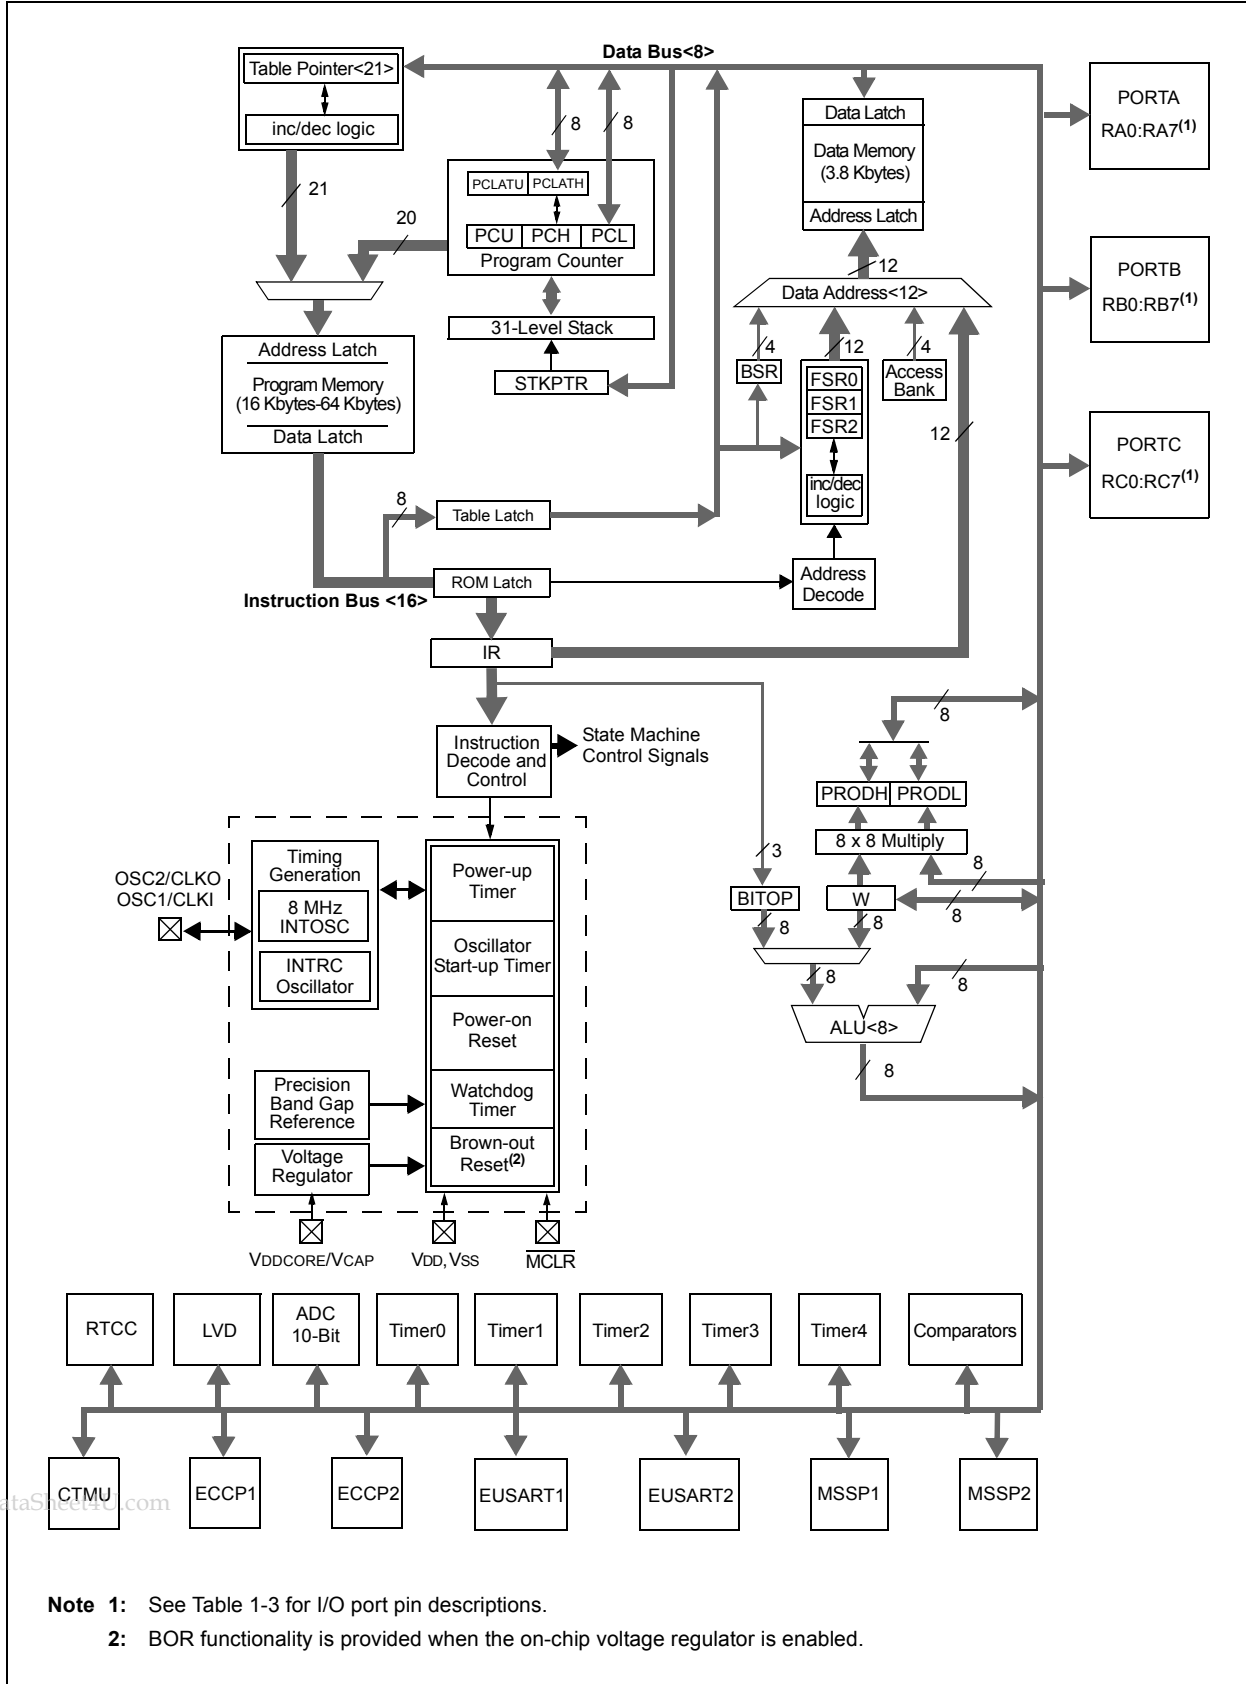 Data Bus<8>
Table Pointer<21>
inc/dec logic
21
20
8
8
PCLATU PCLATH
PCU PCH PCL
Program Counter
31-Level Stack
STKPTR
Data Latch
Data Memory
(3.8 Kbytes)
Address Latch
12
Data Address<12>
4
12
4
BSR
FSR0
FSR1
FSR2
inc/dec
logic
Access
Bank
12
Address
Decode
PORTA
RA0:RA7(1)
PORTB
RB0:RB7(1)
PORTC
RC0:RC7(1)
Address Latch
Program Memory
(16 Kbytes-64 Kbytes)
Data Latch
8
Table Latch
ROM Latch
Instruction Bus <16>
IR
Instruction
Decode and
Control
State Machine
Control Signals
8
PRODH PRODL
8 x 8 Multiply
3
8
BITOP
W
8
8
8
8
8
ALU<8>
8
OSC2/CLKO
OSC1/CLKI
Timing
Generation
8 MHz
INTOSC
INTRC
Oscillator
Power-up
Timer
Oscillator
Start-up Timer
Power-on
Reset
Watchdog
Timer
Brown-out
Reset(2)
Precision
Band Gap
Reference
Voltage
Regulator
VDDCORE/VCAP
VDD, VSS
MCLR
RTCC
LVD
ADC
10-Bit
Timer0
Timer1
Timer2
Timer3
Timer4
Comparators
CTMU
ECCP1
ECCP2
EUSART1
EUSART2
MSSP1
MSSP2
ataSheet4U.com
Note 1: See Table 1-3 for I/O port pin descriptions.
2: BOR functionality is provided when the on-chip voltage regulator is enabled.